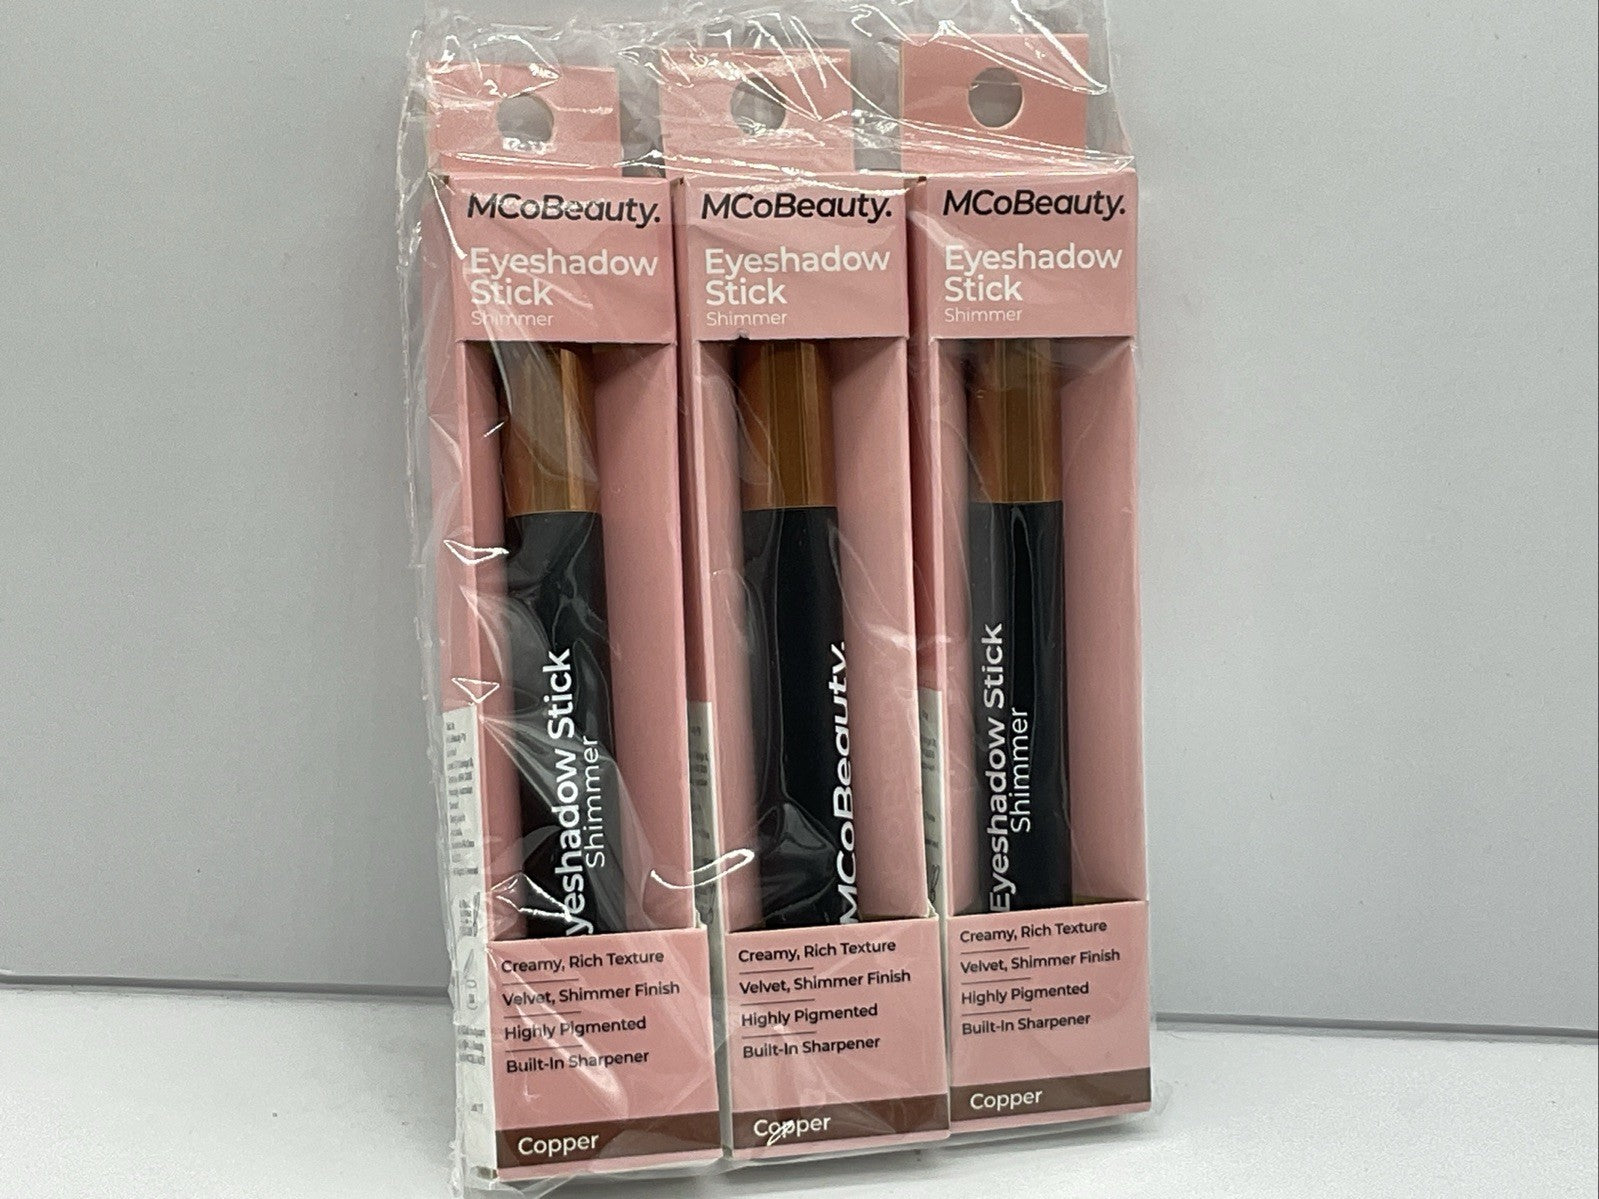 MCoBeauty.
Eyeshadow
Stick
Shimmer
Eyeshadow Stick
Shimmer
Creamy, Rich Texture
Velvet, Shimmer Finish
Highly Pigmented
Built-In Sharpener
Copper
MCoBeauty.
Eyeshadow
Stick
Shimmer
MCoBeauty.
Creamy, Rich Texture
Velvet, Shimmer Finish
Highly Pigmented
Built-In Sharpener
Copper
MCoBeauty.
Eyeshadow
Stick
Shimmer
Eyeshadow Stick
Shimmer
Creamy, Rich Texture
Velvet, Shimmer Finish
Highly Pigmented
Built-In Sharpener
Copper